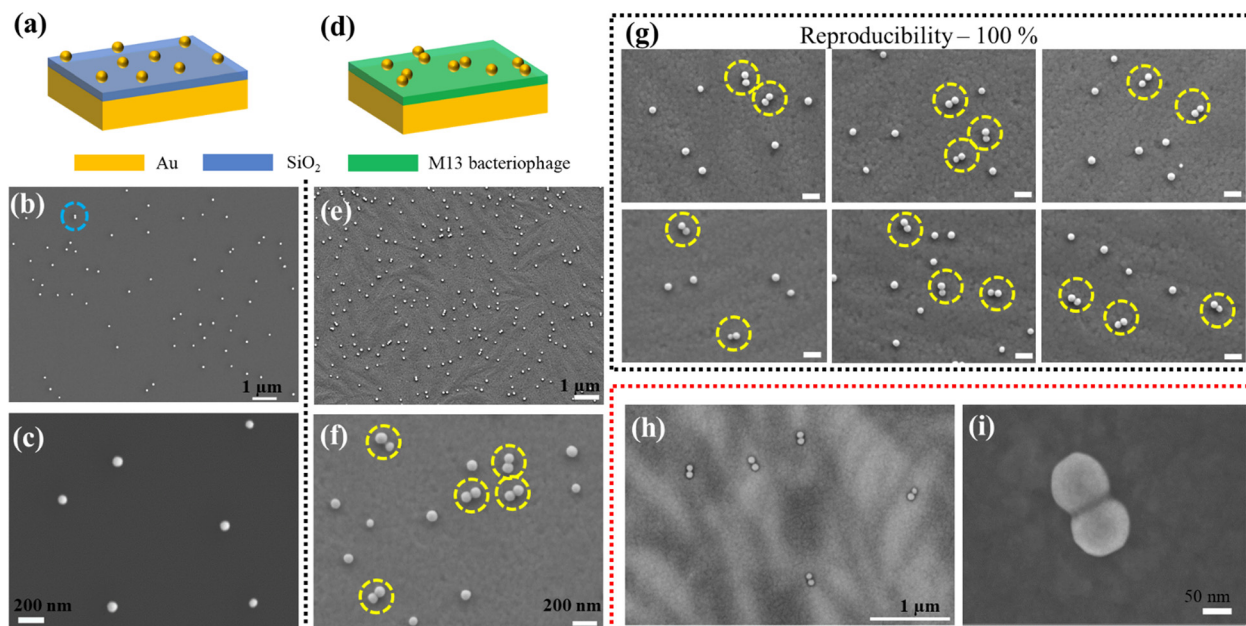 (a)
(d)
Au
SiO₂
M13 bacteriophage
(b)
1 µm
(e)
1 µm
(c)
200 nm
(f)
200 nm
(g)
Reproducibility – 100 %
(h)
1 µm
(i)
50 nm